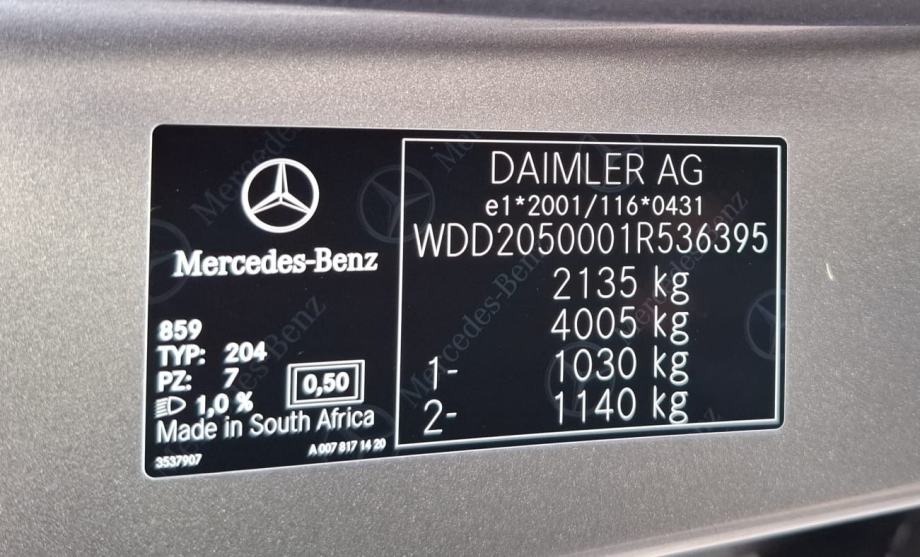 Mercedes-Benz
859
TYP: 204
PZ: 7
0,50
1,0 %
Made in South Africa
A 007 817 14 20
3537907
DAIMLER AG
e1*2001/116*0431
WDD2050001R536395
2135 kg
4005 kg
1- 1030 kg
2- 1140 kg